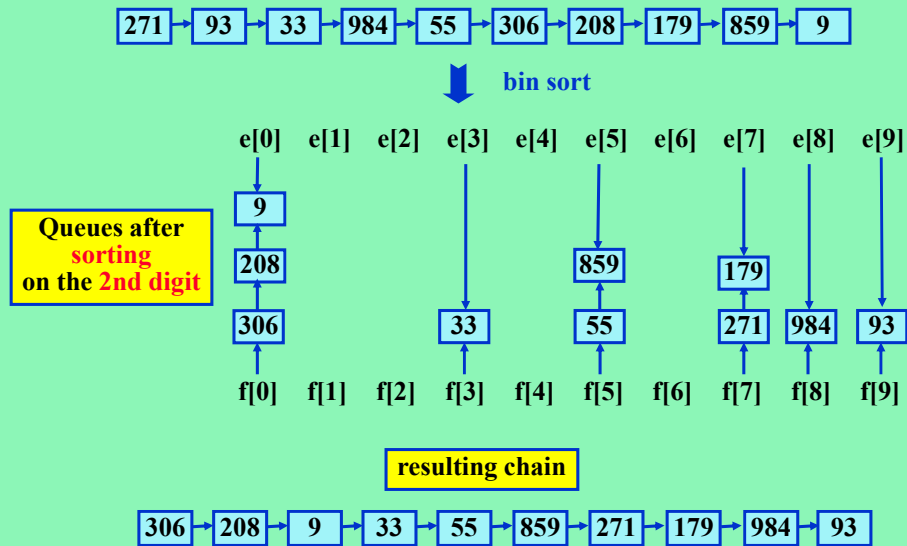 271 93 33 984 55 306 208 179 859 9
bin sort
e[0] e[1] e[2] e[3] e[4] e[5] e[6] e[7] e[8] e[9]
9
Queues after
sorting
on the 2nd digit
208 859 179
306 33 55 271 984 93
f[0] f[1] f[2] f[3] f[4] f[5] f[6] f[7] f[8] f[9]
resulting chain
306 208 9 33 55 859 271 179 984 93